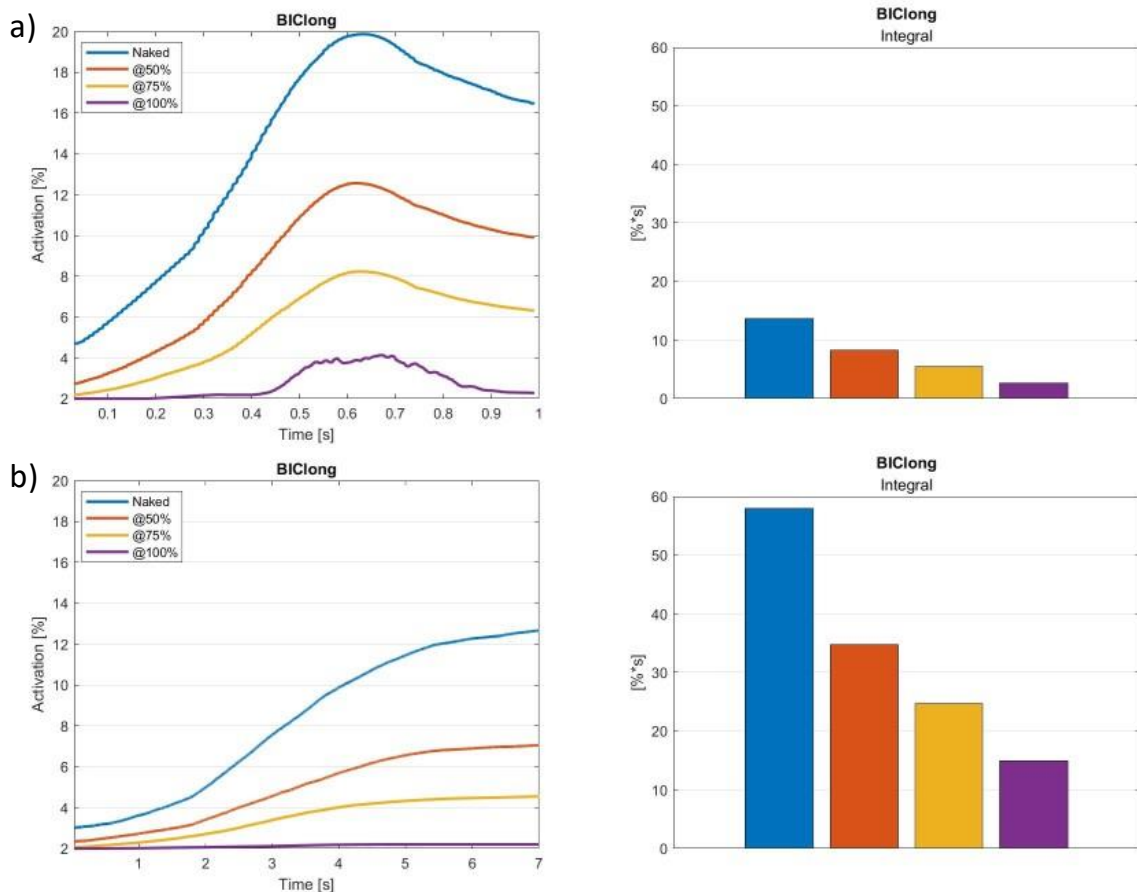 a)
BIClong
20
18
16
14
12
10
8
6
4
2
Activation [%]
Naked
@50%
@75%
@100%
0.1 0.2 0.3 0.4 0.5 0.6 0.7 0.8 0.9 1
Time [s]
BIClong
Integral
60
50
40
30
20
10
0
[%*s]
b)
BIClong
20
18
16
14
12
10
8
6
4
2
Activation [%]
Naked
@50%
@75%
@100%
1 2 3 4 5 6 7
Time [s]
BIClong
Integral
60
50
40
30
20
10
0
[%*s]